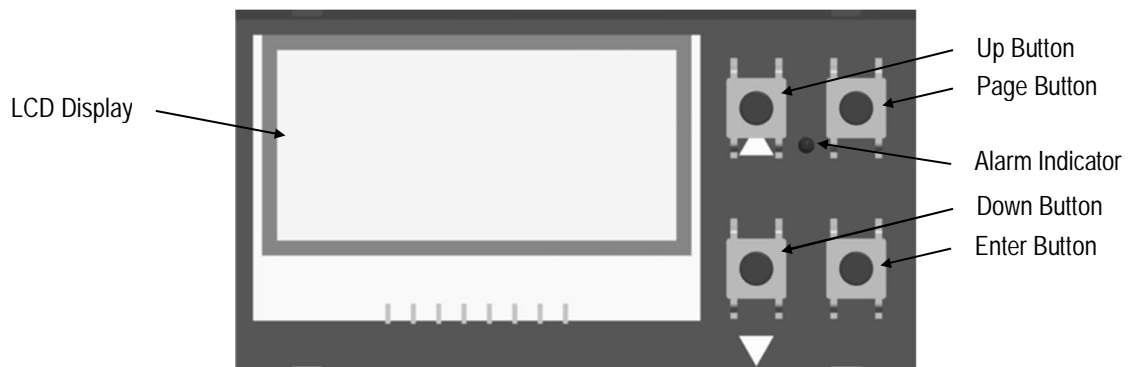 Up Button
Page Button
LCD Display
Alarm Indicator
Down Button
Enter Button